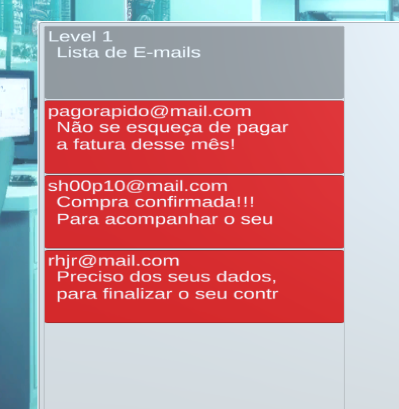 Level 1
Lista de E-mails
pagorapido@mail.com
Não se esqueça de pagar
a fatura desse mês!
sh00p10@mail.com
Compra confirmada!!!
Para acompanhar o seu
rhjr@mail.com
Preciso dos seus dados,
para finalizar o seu contr